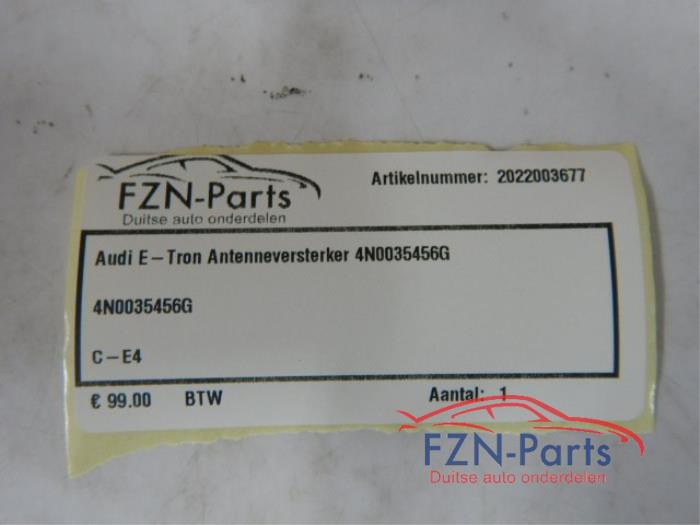 FZN-Parts
Duitse auto onderdelen
Artikelnummer: 2022003677
Audi E-Tron Antenneversterker 4N0035456G
4N0035456G
C-E4
€ 99.00 BTW Aantal: 1
FZN-Parts
Duitse auto onderdelen